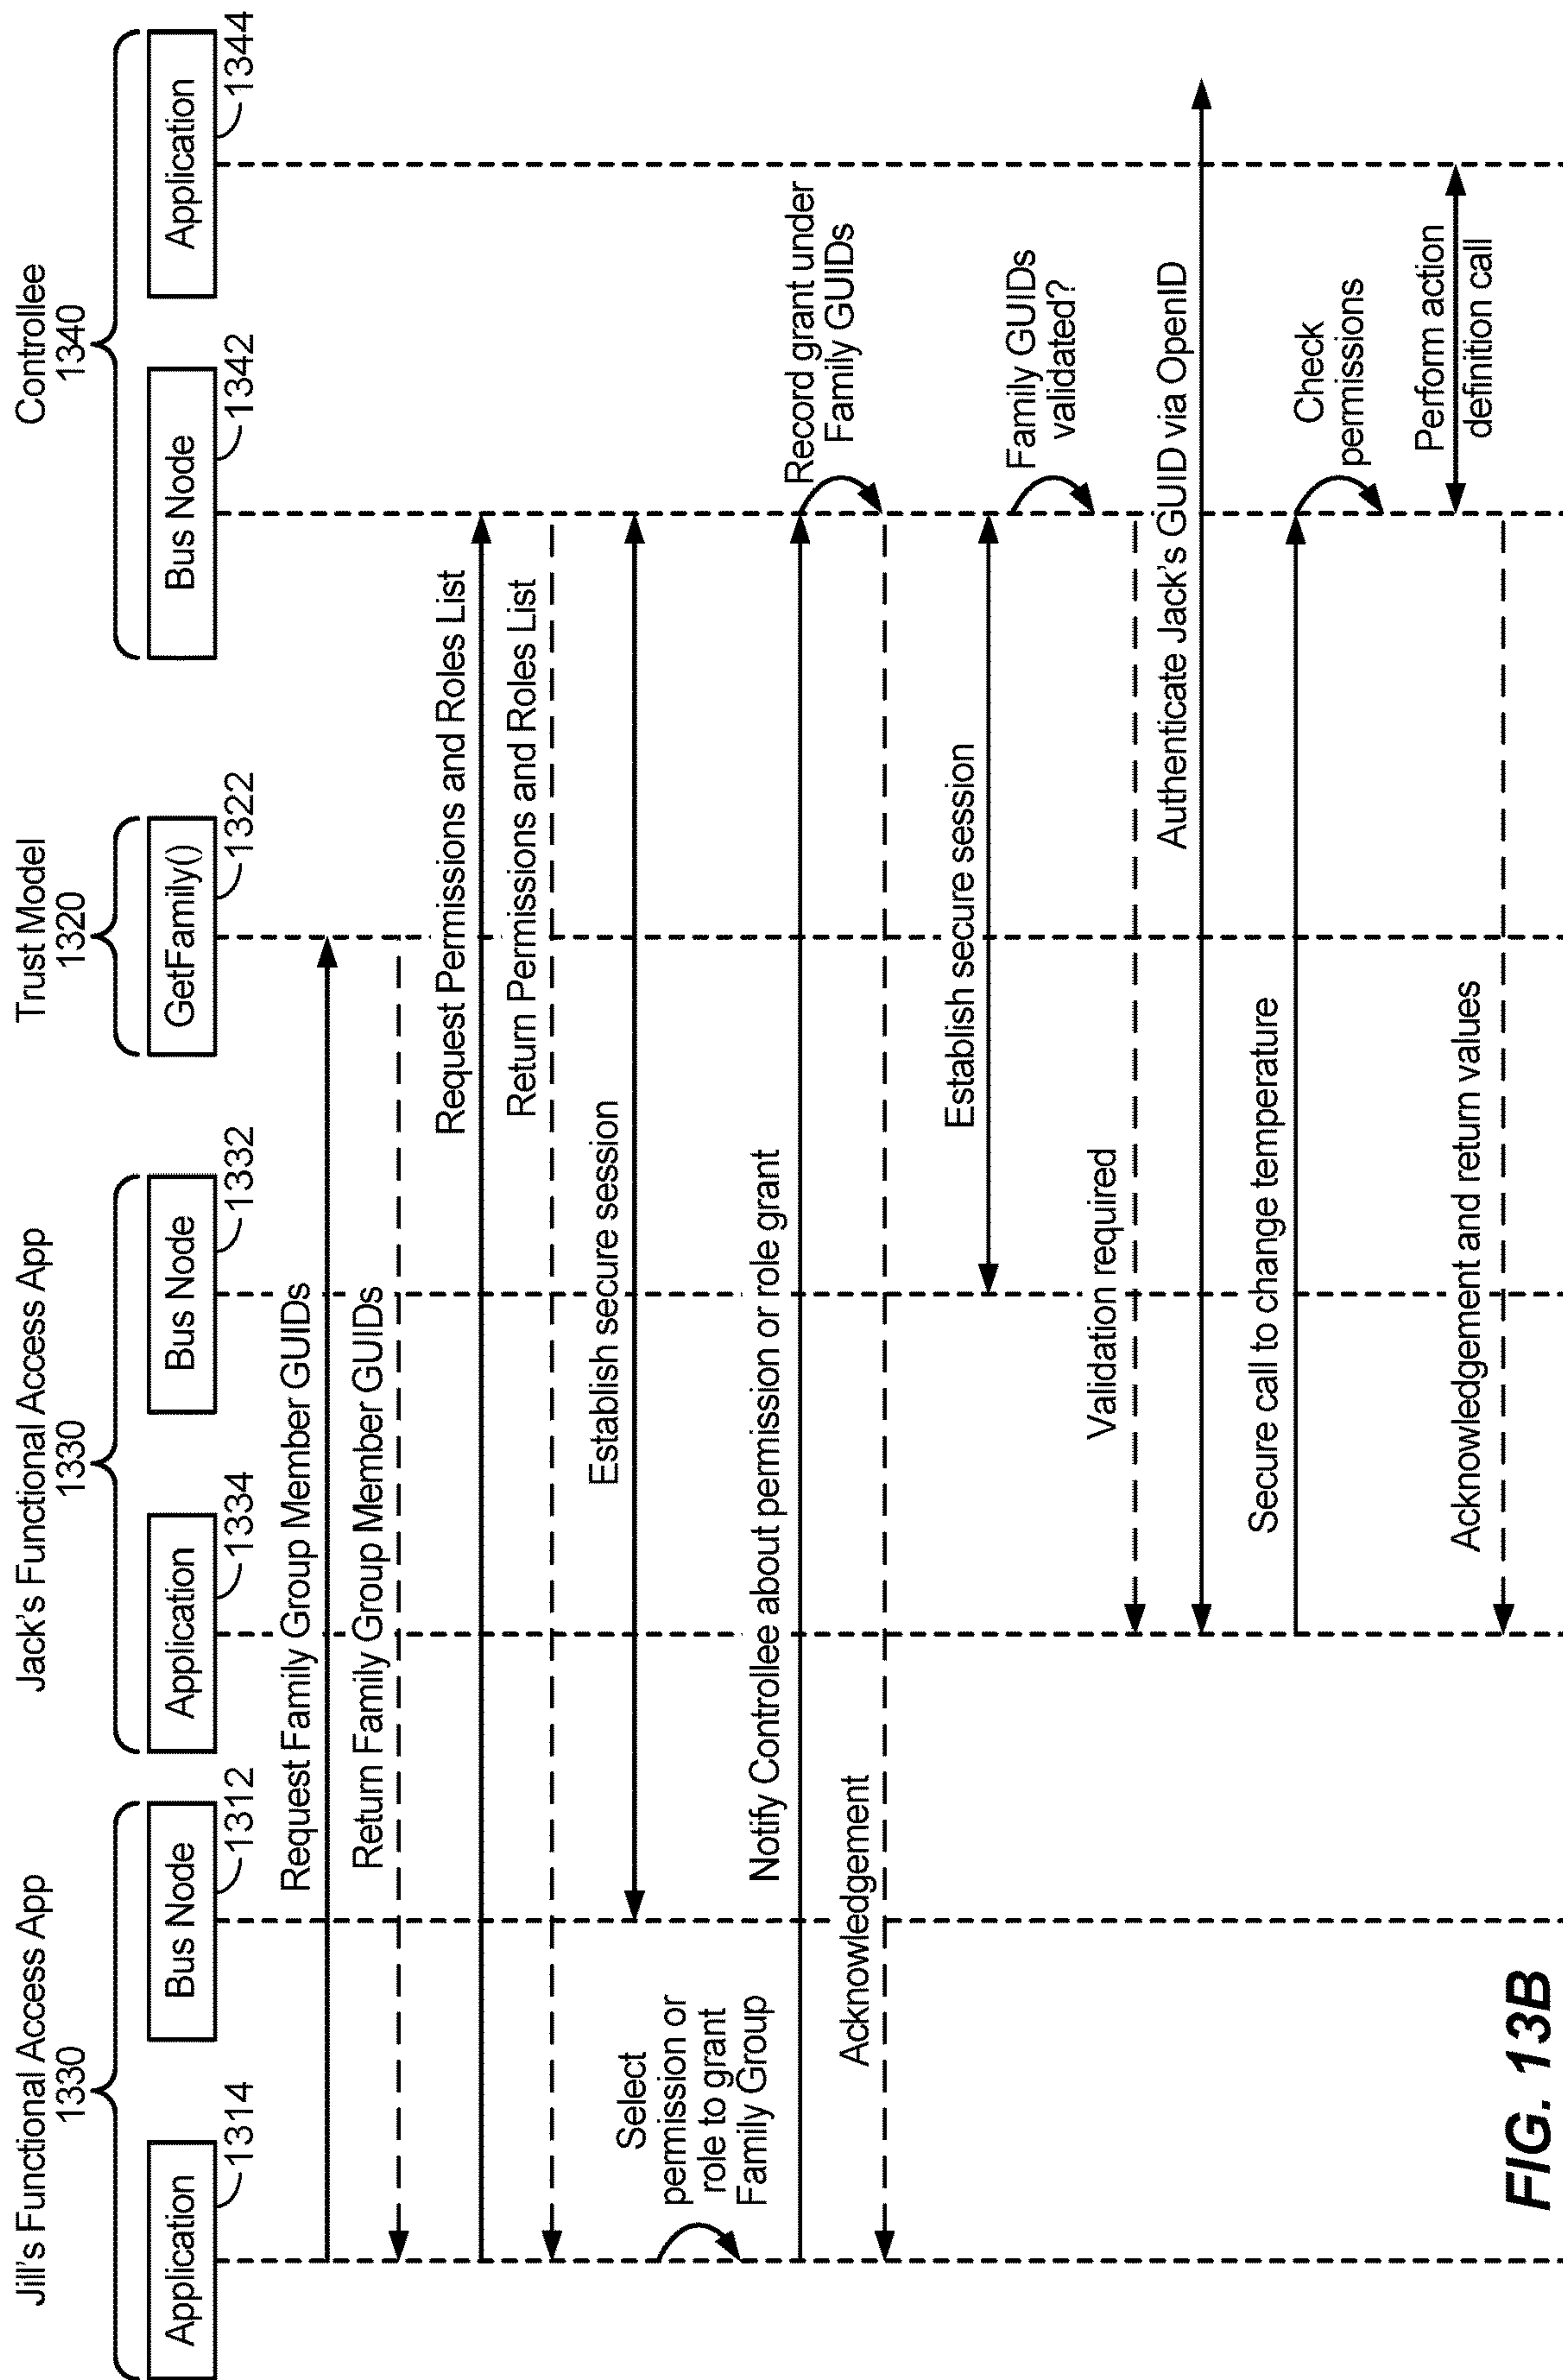 Jill's Functional Access App
1330
Jack's Functional Access App
1330
Trust Model
1320
Controllee
1340
Application
1314
Bus Node
1312
Application
1334
Bus Node
1332
GetFamily()
1322
Bus Node
1342
Application
1344
Request Family Group Member GUIDs
Return Family Group Member GUIDs
Request Permissions and Roles List
Return Permissions and Roles List
Establish secure session
Select
permission or
role to grant
Family Group
Notify Controllee about permission or role grant
Record grant under
Family GUIDs
Acknowledgement
Establish secure session
Family GUIDs
validated?
Validation required
Authenticate Jack's GUID via OpenID
Secure call to change temperature
Check
permissions
Perform action
definition call
Acknowledgement and return values
FIG. 13B